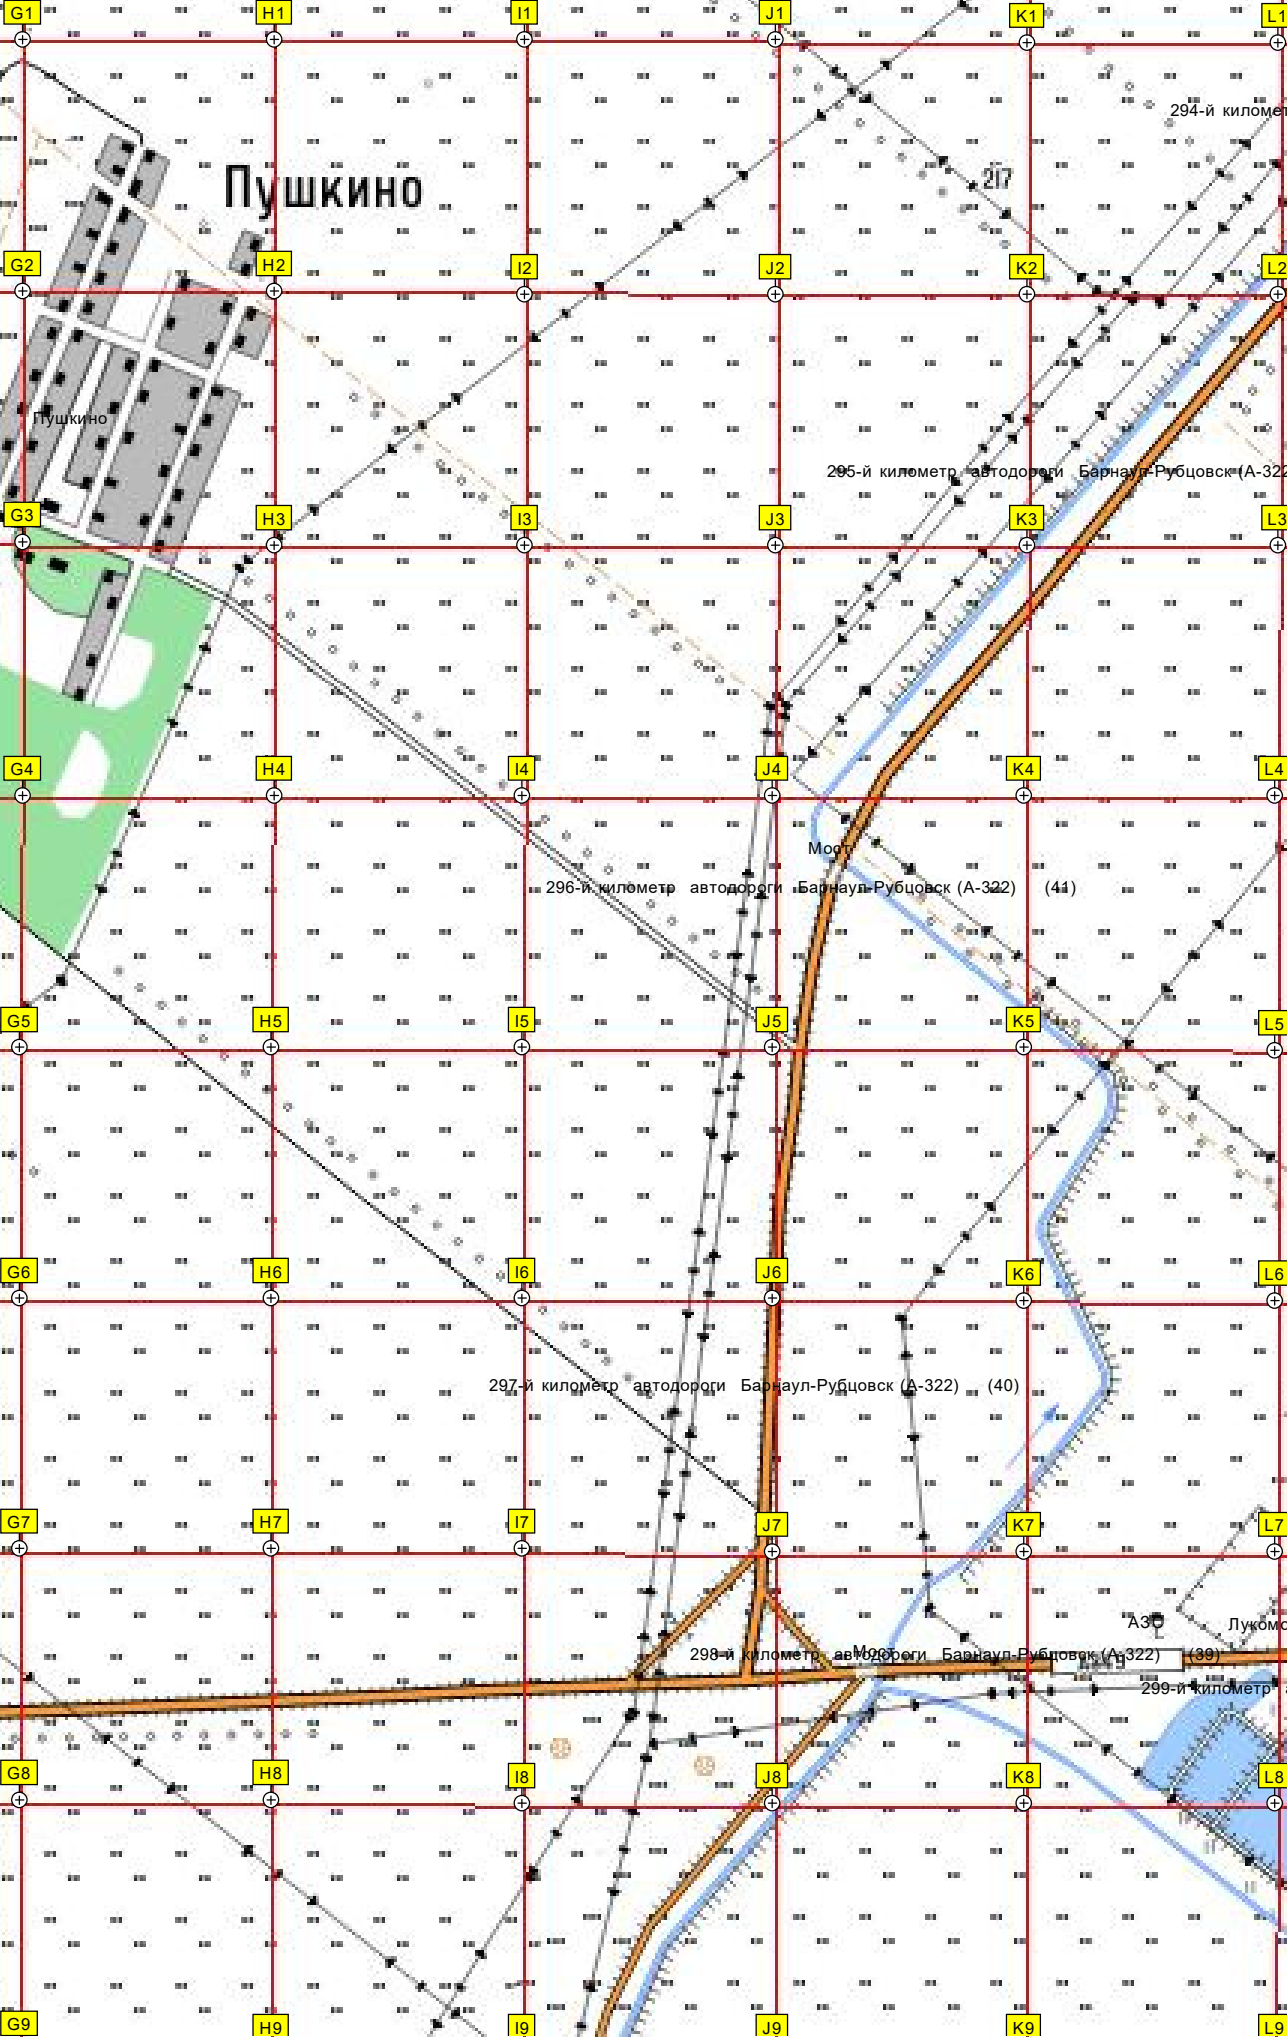 G1 H1 I1 J1 K1 L1
294-й километ
217
Пушкино
G2 H2 I2 J2 K2 L2
Пушкино
295-й километр автодороги Барнаул-Рубцовск (А-322
G3 H3 I3 J3 K3 L3
G4 H4 I4 J4 K4 L4
Мост
296-й километр автодороги Барнаул-Рубцовск (А-322) (41)
G5 H5 I5 J5 K5 L5
G6 H6 I6 J6 K6 L6
297-й километр автодороги Барнаул-Рубцовск (А-322) (40)
G7 H7 I7 J7 K7 L7
АЗС Лукомо
Мост
298-й километр автодороги Барнаул-Рубцовск (А-322) (39)
299-й километр
G8 H8 I8 J8 K8 L8
G9 H9 I9 J9 K9 L9